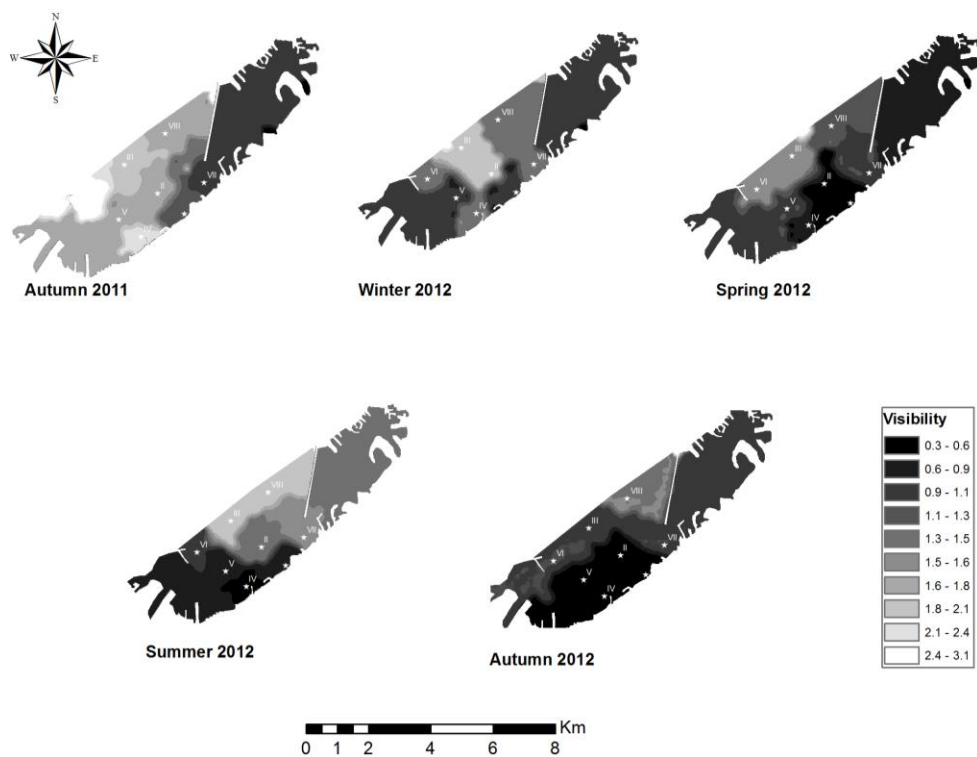 N
W E
S
VIII
III
II
VII
V
IV
Autumn 2011
VIII
III
II
VII
VI
V
IV
Winter 2012
VIII
III
VII
II
VI
V
IV
Spring 2012
VIII
III
VII
II
VI
V
IV
Summer 2012
VIII
III
VII
II
VI
V
IV
Autumn 2012
Visibility
0.3 - 0.6
0.6 - 0.9
0.9 - 1.1
1.1 - 1.3
1.3 - 1.5
1.5 - 1.6
1.6 - 1.8
1.8 - 2.1
2.1 - 2.4
2.4 - 3.1
Km
0 1 2 4 6 8